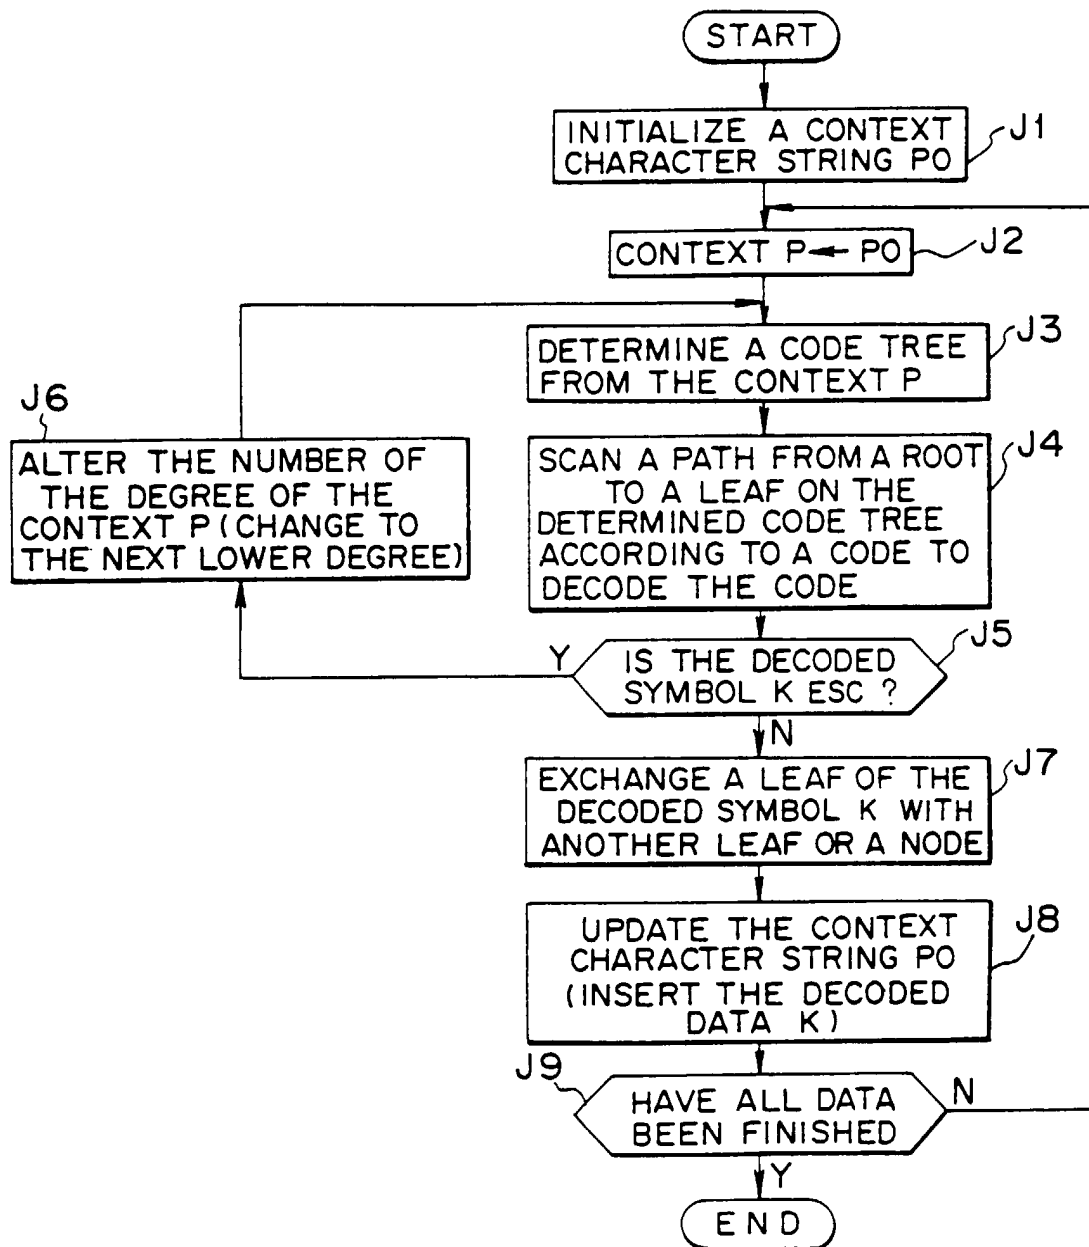 START
INITIALIZE A CONTEXT
CHARACTER STRING PO
J1
CONTEXT P ← PO
J2
DETERMINE A CODE TREE
FROM THE CONTEXT P
J3
J6
ALTER THE NUMBER OF
THE DEGREE OF THE
CONTEXT P (CHANGE TO
THE NEXT LOWER DEGREE)
SCAN A PATH FROM A ROOT
TO A LEAF ON THE
DETERMINED CODE TREE
ACCORDING TO A CODE TO
DECODE THE CODE
J4
Y
IS THE DECODED
SYMBOL K ESC ?
J5
N
EXCHANGE A LEAF OF THE
DECODED SYMBOL K WITH
ANOTHER LEAF OR A NODE
J7
UPDATE THE CONTEXT
CHARACTER STRING PO
(INSERT THE DECODED
DATA K)
J8
J9
HAVE ALL DATA
BEEN FINISHED
N
Y
END